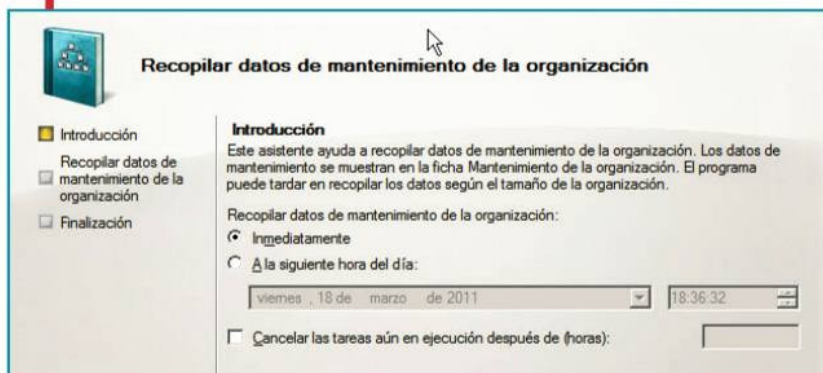 Recopilar datos de mantenimiento de la organización
Introducción
Recopilar datos de
mantenimiento de la
organización
Finalización
Introducción
Este asistente ayuda a recopilar datos de mantenimiento de la organización. Los datos de
mantenimiento se muestran en la ficha Mantenimiento de la organización. El programa
puede tardar en recopilar los datos según el tamaño de la organización.
Recopilar datos de mantenimiento de la organización:
Inmediatamente
A la siguiente hora del día:
viernes , 18 de marzo de 2011 18:36:32
Cancelar las tareas aún en ejecución después de (horas):